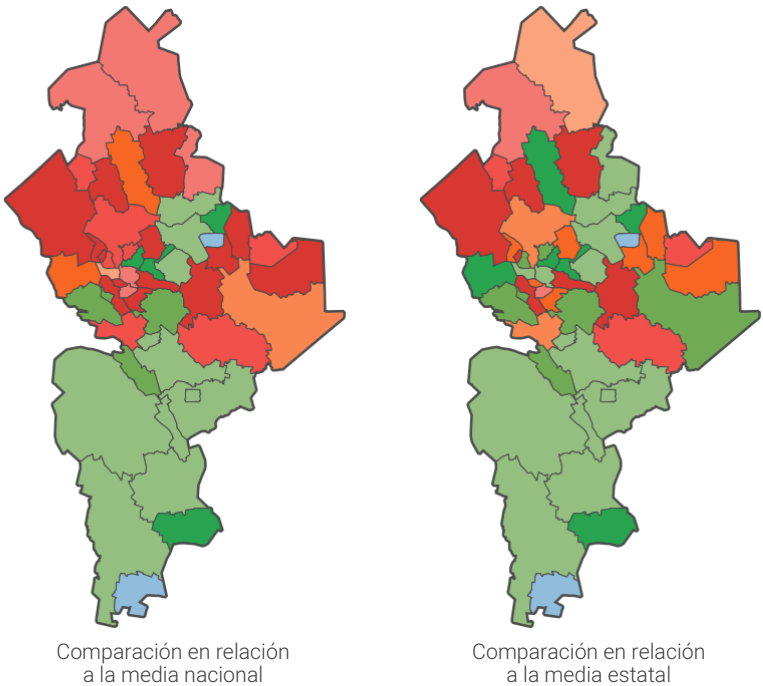 Comparación en relación
a la media nacional
Comparación en relación
a la media estatal